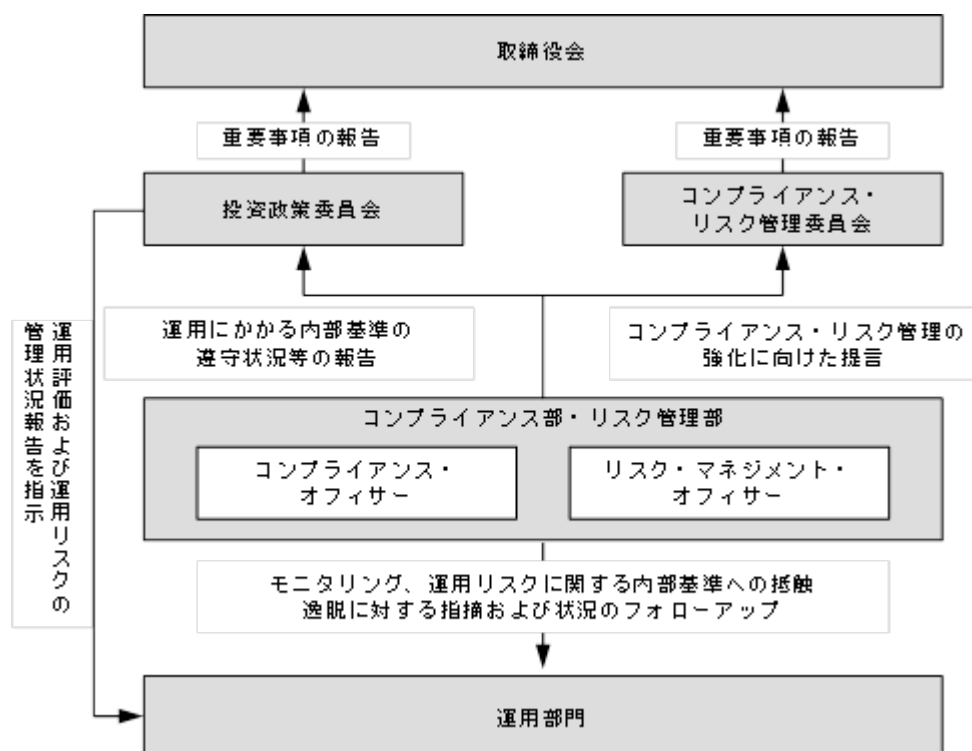 取締役会
重要事項の報告
重要事項の報告
投資政策委員会
コンプライアンス・
リスク管理委員会
運用にかかる内部基準の
遵守状況等の報告
コンプライアンス・リスク管理の
強化に向けた提言
運用評価および運用リスクの
管理状況報告を指示
コンプライアンス部・リスク管理部
コンプライアンス・
オフィサー
リスク・マネジメント・
オフィサー
モニタリング、運用リスクに関する内部基準への抵触
逸脱に対する指摘および状況のフォローアップ
運用部門